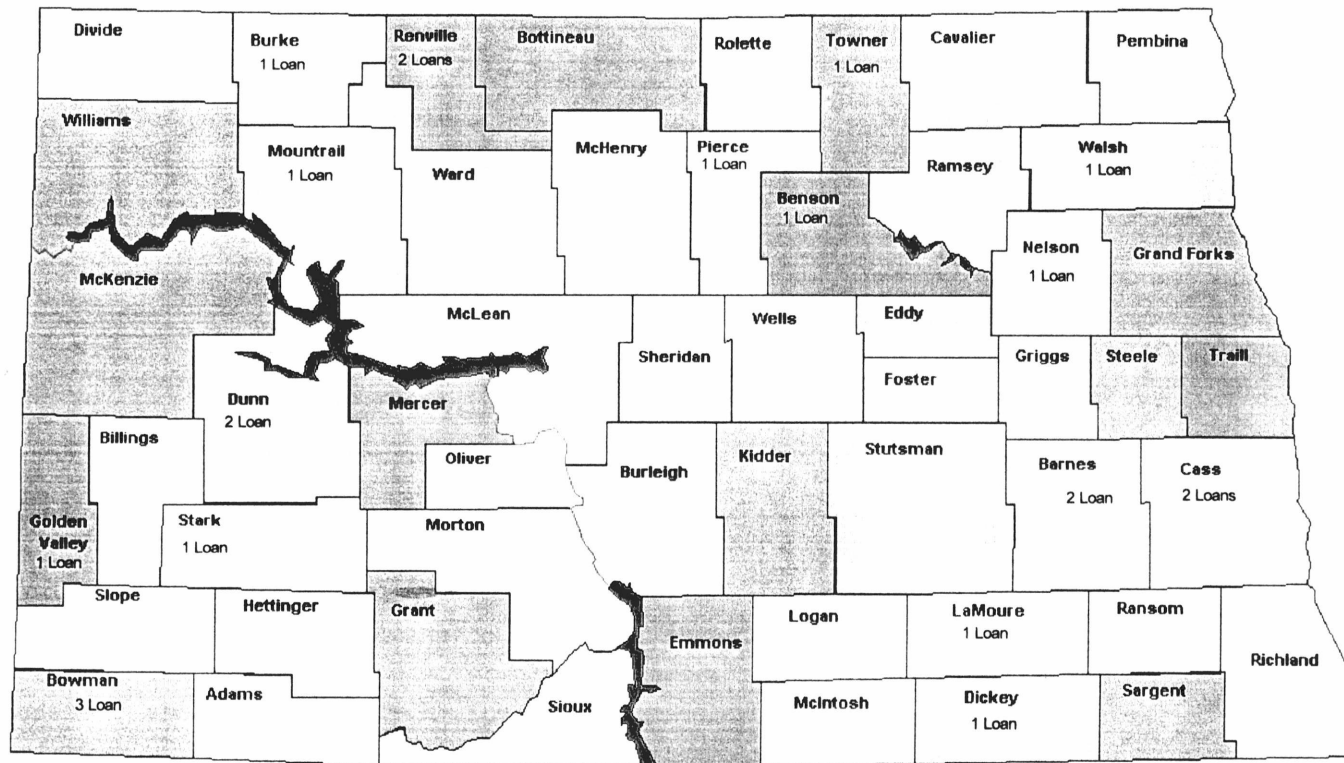 Divide
Burke
1 Loan
Renville
2 Loans
Bottineau
Rolette
Towner
1 Loan
Cavalier
Pembina
Williams
Mountrail
1 Loan
Ward
McHenry
Pierce
1 Loan
Benson
1 Loan
Ramsey
Walsh
1 Loan
Nelson
1 Loan
Grand Forks
McKenzie
McLean
Sheridan
Wells
Eddy
Foster
Griggs
Steele
Traill
Dunn
2 Loan
Mercer
Oliver
Billings
Burleigh
Kidder
Stutsman
Barnes
2 Loan
Cass
2 Loans
Golden
Valley
1 Loan
Stark
1 Loan
Morton
Slope
Hettinger
Grant
Emmons
Logan
LaMoure
1 Loan
Ransom
Richland
Bowman
3 Loan
Adams
Sioux
McIntosh
Dickey
1 Loan
Sargent